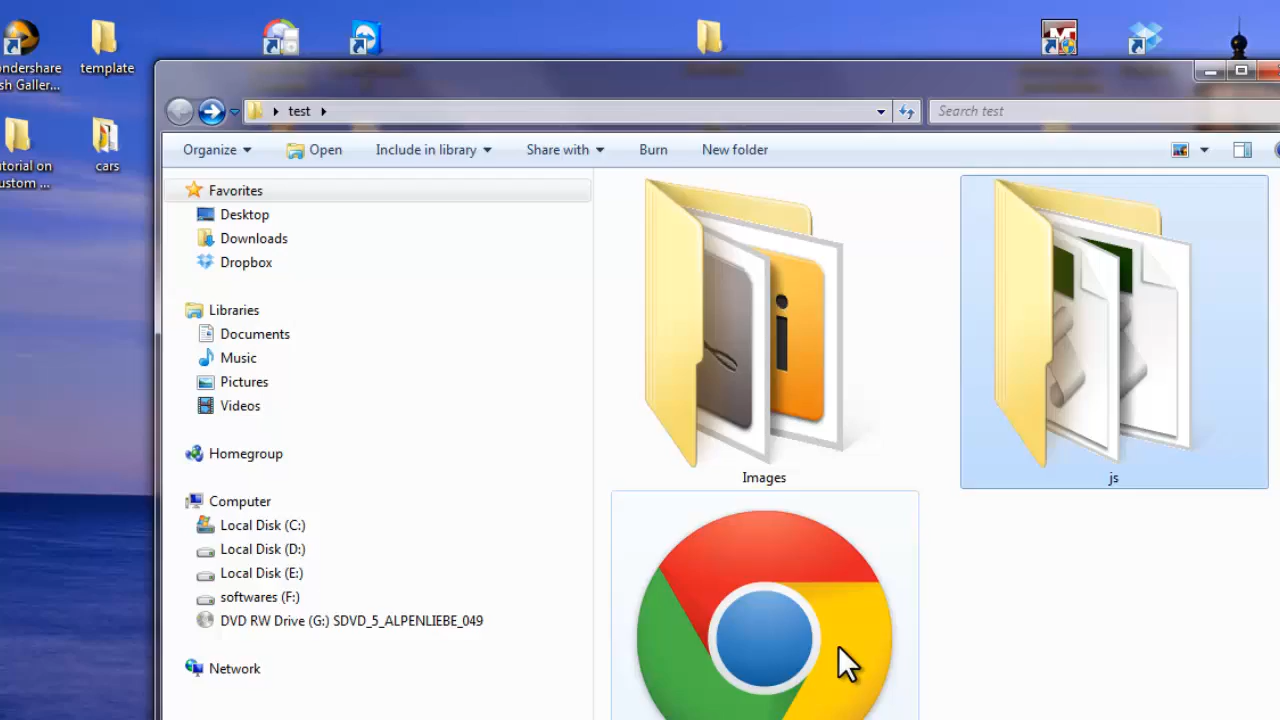 ndershare
sh Galler...
template
utorial on
ustom ...
cars
test
Search test
Organize
Open
Include in library
Share with
Burn
New folder
Favorites
Desktop
Downloads
Dropbox
Libraries
Documents
Music
Pictures
Videos
Homegroup
Computer
Local Disk (C:)
Local Disk (D:)
Local Disk (E:)
softwares (F:)
DVD RW Drive (G:) SDVD_5_ALPENLIEBE_049
Network
Images
js